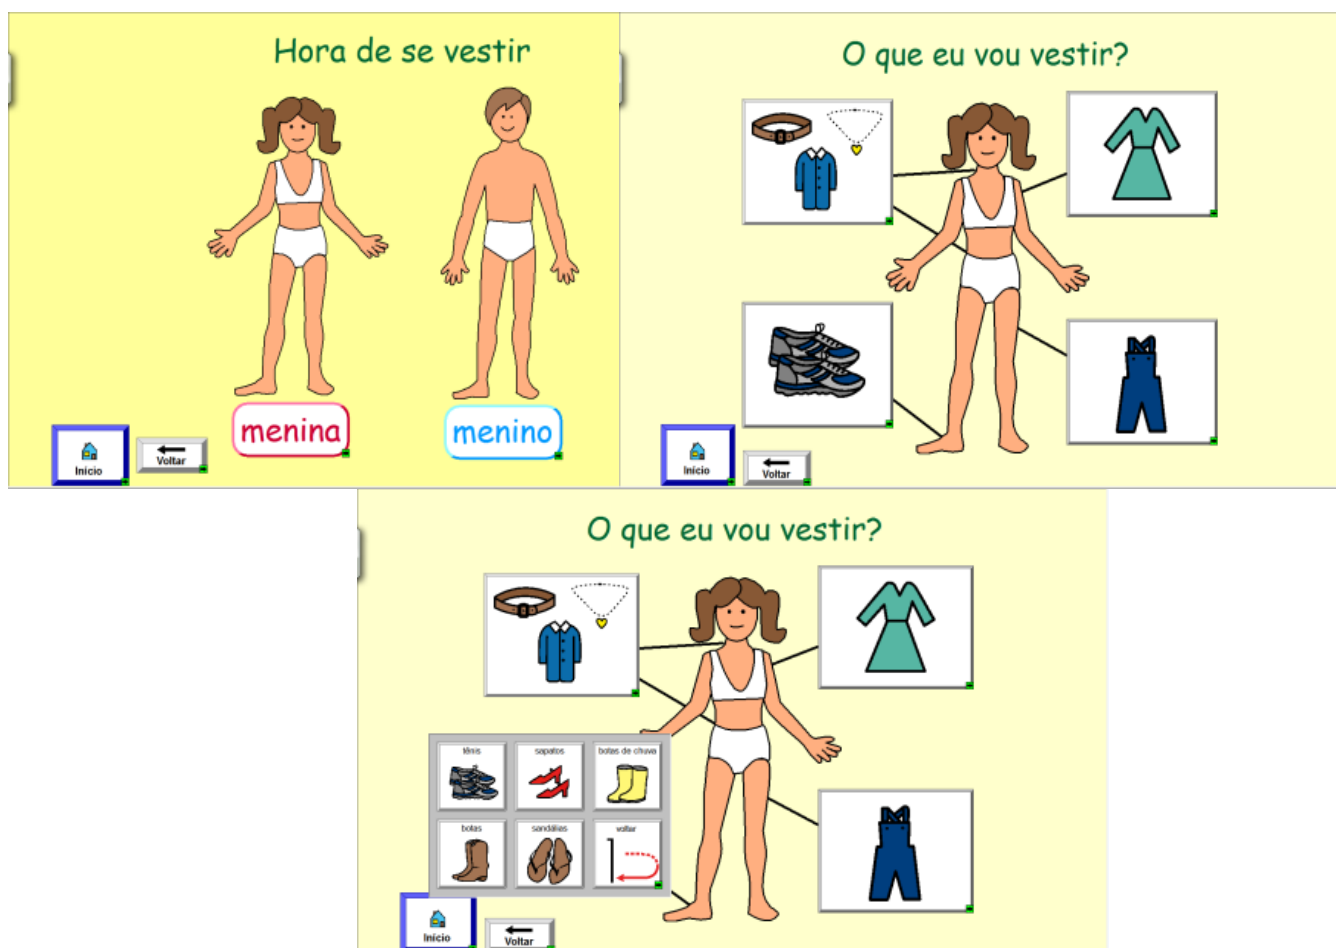 Hora de se vestir
menina
menino
Início
Voltar
O que eu vou vestir?
Início
Voltar
O que eu vou vestir?
tênis
sapatos
botas de chuva
botas
sandálias
voltar
Início
Voltar